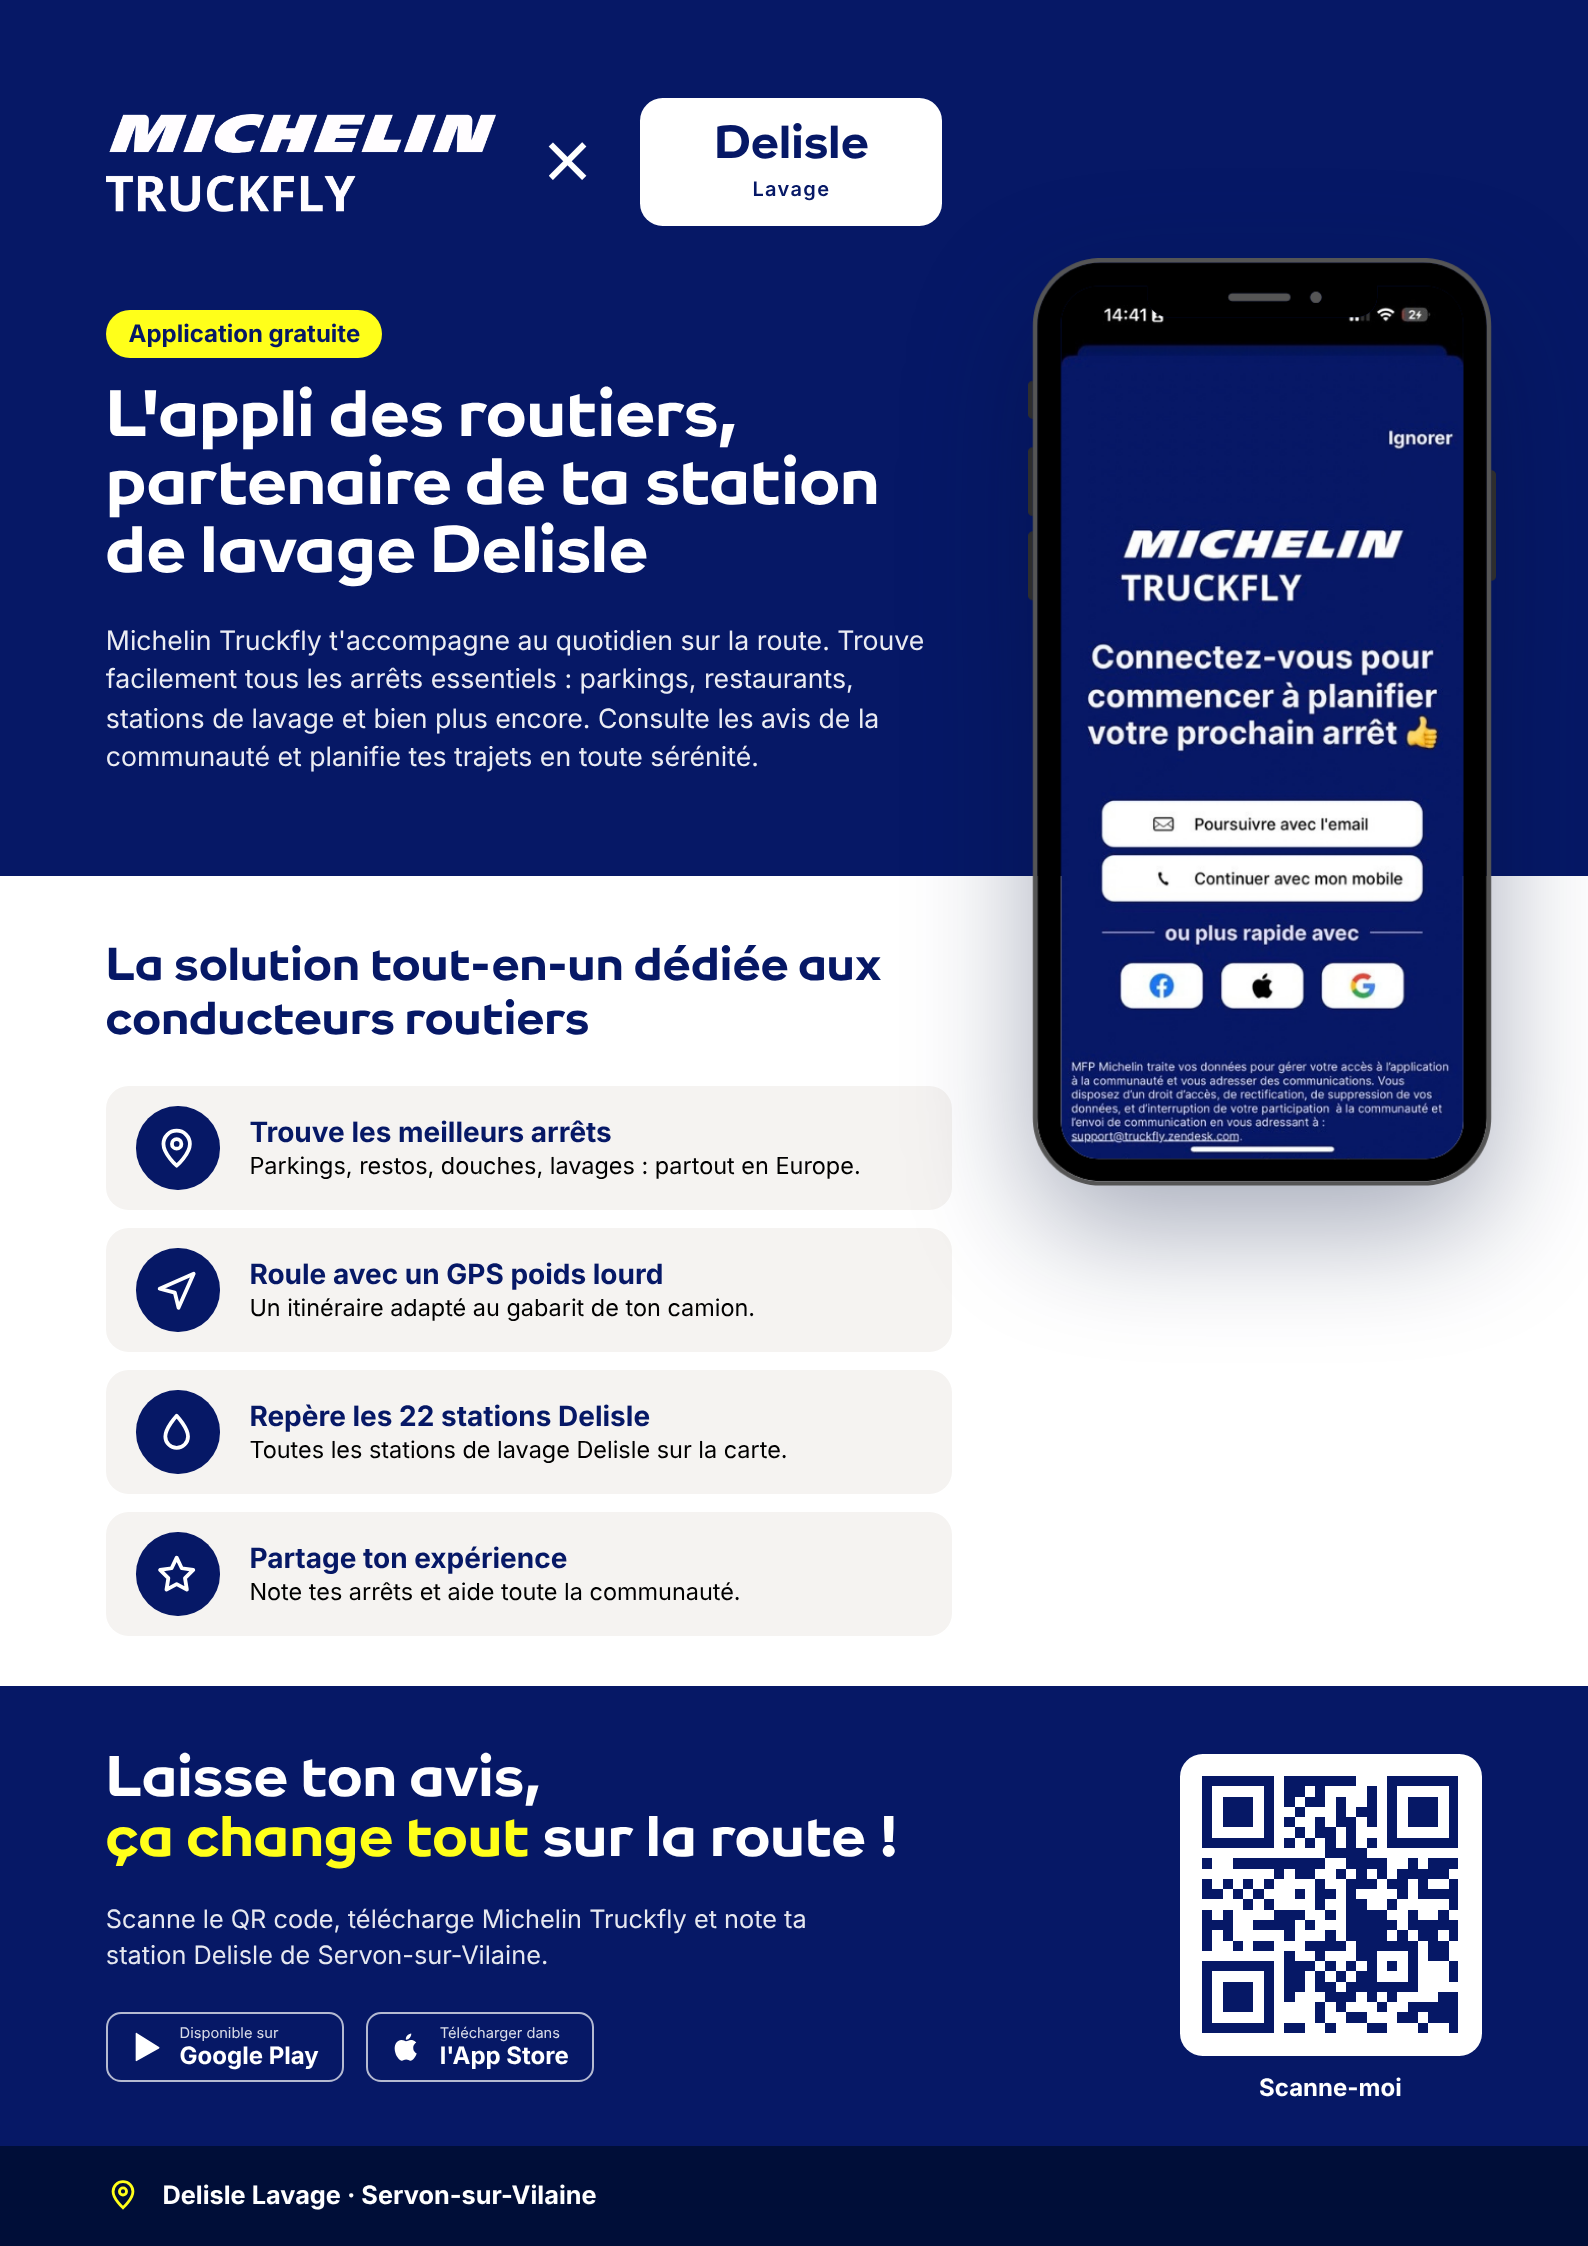 MICHELIN
TRUCKFLY
×
Delisle
Lavage
Application gratuite
L'appli des routiers,
partenaire de ta station
de lavage Delisle
Michelin Truckfly t'accompagne au quotidien sur la route. Trouve
facilement tous les arrêts essentiels : parkings, restaurants,
stations de lavage et bien plus encore. Consulte les avis de la
communauté et planifie tes trajets en toute sérénité.
14:41
2
Ignorer
MICHELIN
TRUCKFLY
Connectez-vous pour
commencer à planifier
votre prochain arrêt 👍
Poursuivre avec l'email
Continuer avec mon mobile
ou plus rapide avec
MFP Michelin traite vos données pour gérer votre accès à l'application
à la communauté et vous adresser des communications. Vous
disposez d'un droit d'accès, de rectification, de suppression de vos
données, et d'interruption de votre participation à la communauté et
l'envoi de communication en vous adressant à :
support@truckfly.zendesk.com.
La solution tout-en-un dédiée aux
conducteurs routiers
Trouve les meilleurs arrêts
Parkings, restos, douches, lavages : partout en Europe.
Roule avec un GPS poids lourd
Un itinéraire adapté au gabarit de ton camion.
Repère les 22 stations Delisle
Toutes les stations de lavage Delisle sur la carte.
Partage ton expérience
Note tes arrêts et aide toute la communauté.
Laisse ton avis,
ça change tout sur la route !
Scanne le QR code, télécharge Michelin Truckfly et note ta
station Delisle de Servon-sur-Vilaine.
Disponible sur
Google Play
Télécharger dans
l'App Store
Scanne-moi
Delisle Lavage · Servon-sur-Vilaine